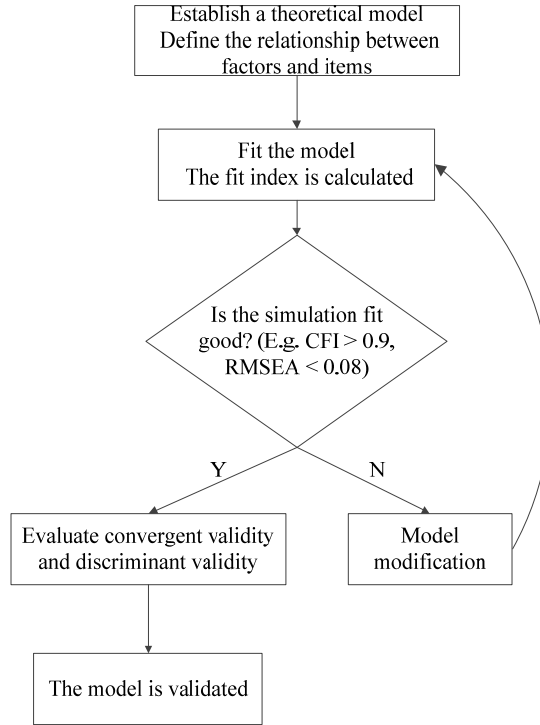 Establish a theoretical model
Define the relationship between
factors and items
Fit the model
The fit index is calculated
Is the simulation fit
good? (E.g. CFI > 0.9,
RMSEA < 0.08)
Y
N
Evaluate convergent validity
and discriminant validity
Model
modification
The model is validated